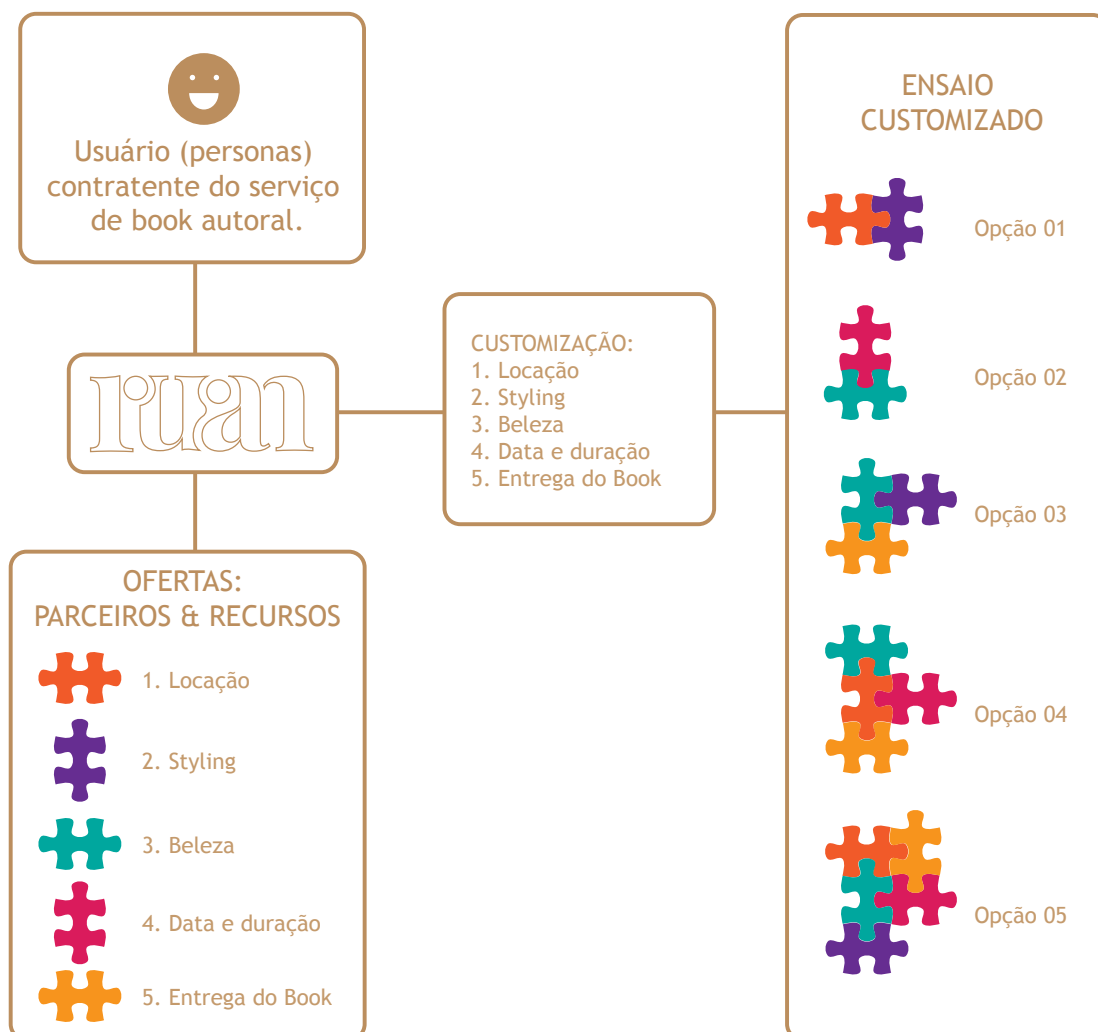 Usuário (personas)
contratente do serviço
de book autoral.
ruan
OFERTAS:
PARCEIROS & RECURSOS
1. Locação
2. Styling
3. Beleza
4. Data e duração
5. Entrega do Book
CUSTOMIZAÇÃO:
1. Locação
2. Styling
3. Beleza
4. Data e duração
5. Entrega do Book
ENSAIO
CUSTOMIZADO
Opção 01
Opção 02
Opção 03
Opção 04
Opção 05